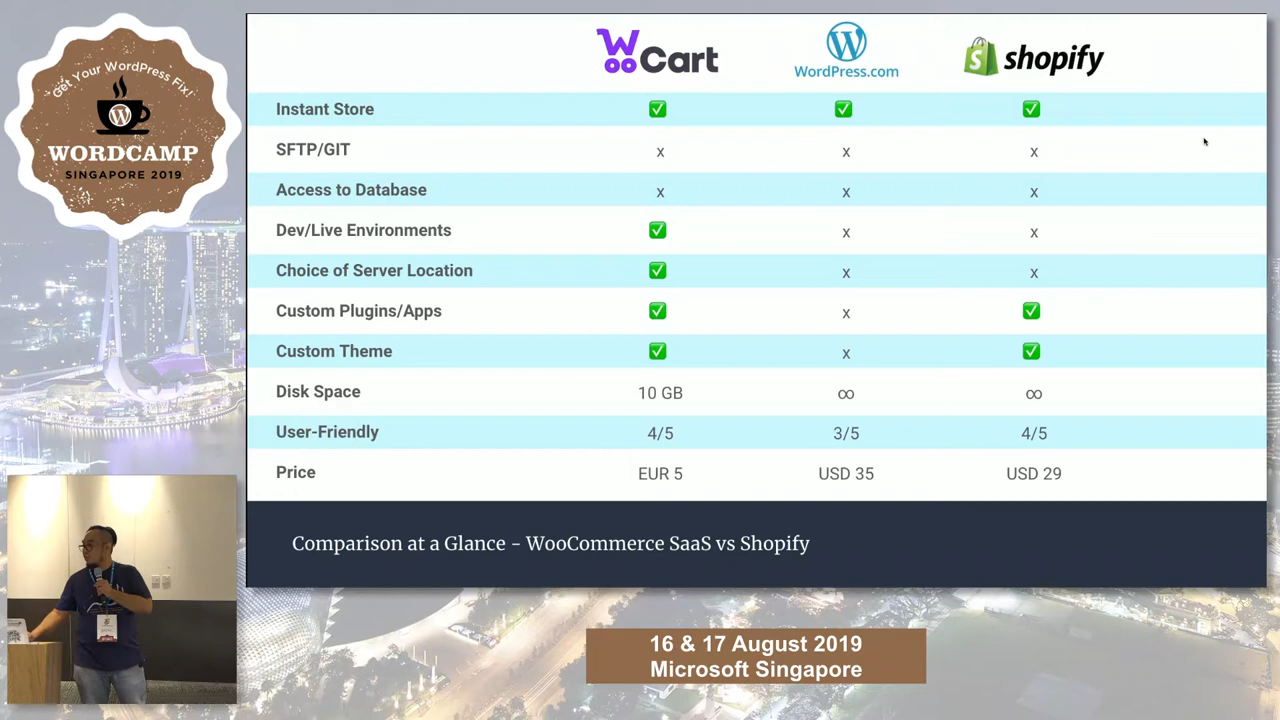 Get Your WordPress Fix!
WORDCAMP
SINGAPORE 2019
WooCart
WordPress.com
shopify
Instant Store ✅ ✅ ✅
SFTP/GIT x x x
Access to Database x x x
Dev/Live Environments ✅ x x
Choice of Server Location ✅ x x
Custom Plugins/Apps ✅ x ✅
Custom Theme ✅ x ✅
Disk Space 10 GB ∞ ∞
User-Friendly 4/5 3/5 4/5
Price EUR 5 USD 35 USD 29
Comparison at a Glance - WooCommerce SaaS vs Shopify
16 & 17 August 2019
Microsoft Singapore